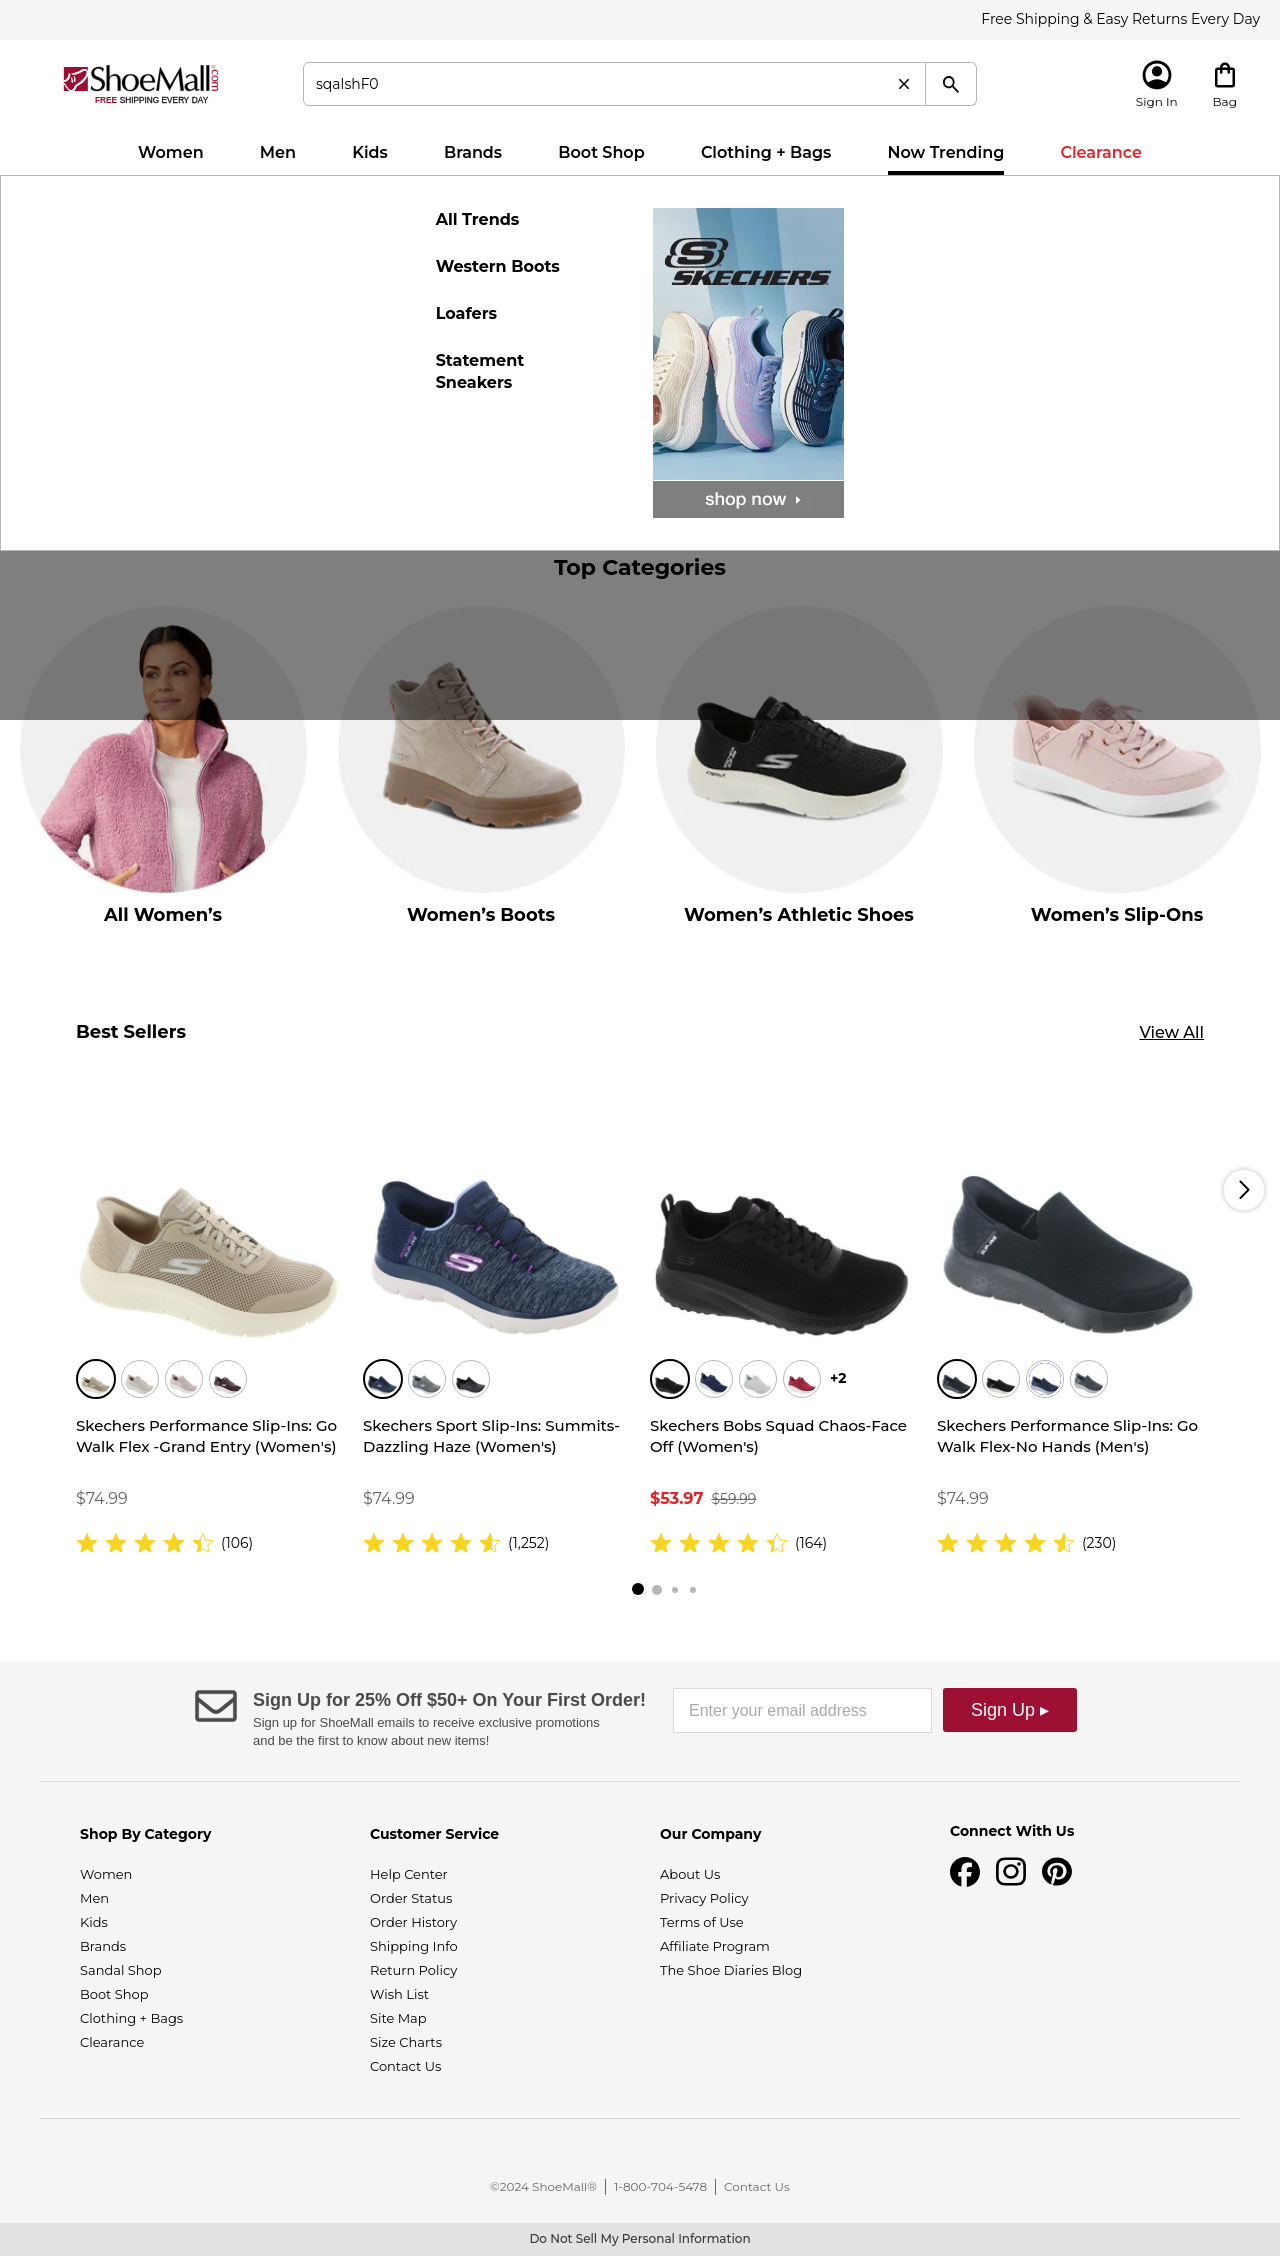 Free Shipping & Easy Returns Every Day
ShoeMall.com
FREE SHIPPING EVERY DAY
sqalshF0
Sign In
Bag
Women
Men
Kids
Brands
Boot Shop
Clothing + Bags
Now Trending
Clearance
All Trends
Western Boots
Loafers
Statement
Sneakers
SKECHERS
shop now
Top Categories
All Women’s
Women’s Boots
Women’s Athletic Shoes
Women’s Slip-Ons
Best Sellers
View All
+2
Skechers Performance Slip-Ins: Go
Walk Flex -Grand Entry (Women's)
$74.99
(106)
Skechers Sport Slip-Ins: Summits-
Dazzling Haze (Women's)
$74.99
(1,252)
Skechers Bobs Squad Chaos-Face
Off (Women's)
$53.97 $59.99
(164)
Skechers Performance Slip-Ins: Go
Walk Flex-No Hands (Men's)
$74.99
(230)
Sign Up for 25% Off $50+ On Your First Order!
Sign up for ShoeMall emails to receive exclusive promotions
and be the first to know about new items!
Enter your email address
Sign Up ▸
Shop By Category
Women
Men
Kids
Brands
Sandal Shop
Boot Shop
Clothing + Bags
Clearance
Customer Service
Help Center
Order Status
Order History
Shipping Info
Return Policy
Wish List
Site Map
Size Charts
Contact Us
Our Company
About Us
Privacy Policy
Terms of Use
Affiliate Program
The Shoe Diaries Blog
Connect With Us
©2024 ShoeMall® | 1-800-704-5478 | Contact Us
Do Not Sell My Personal Information